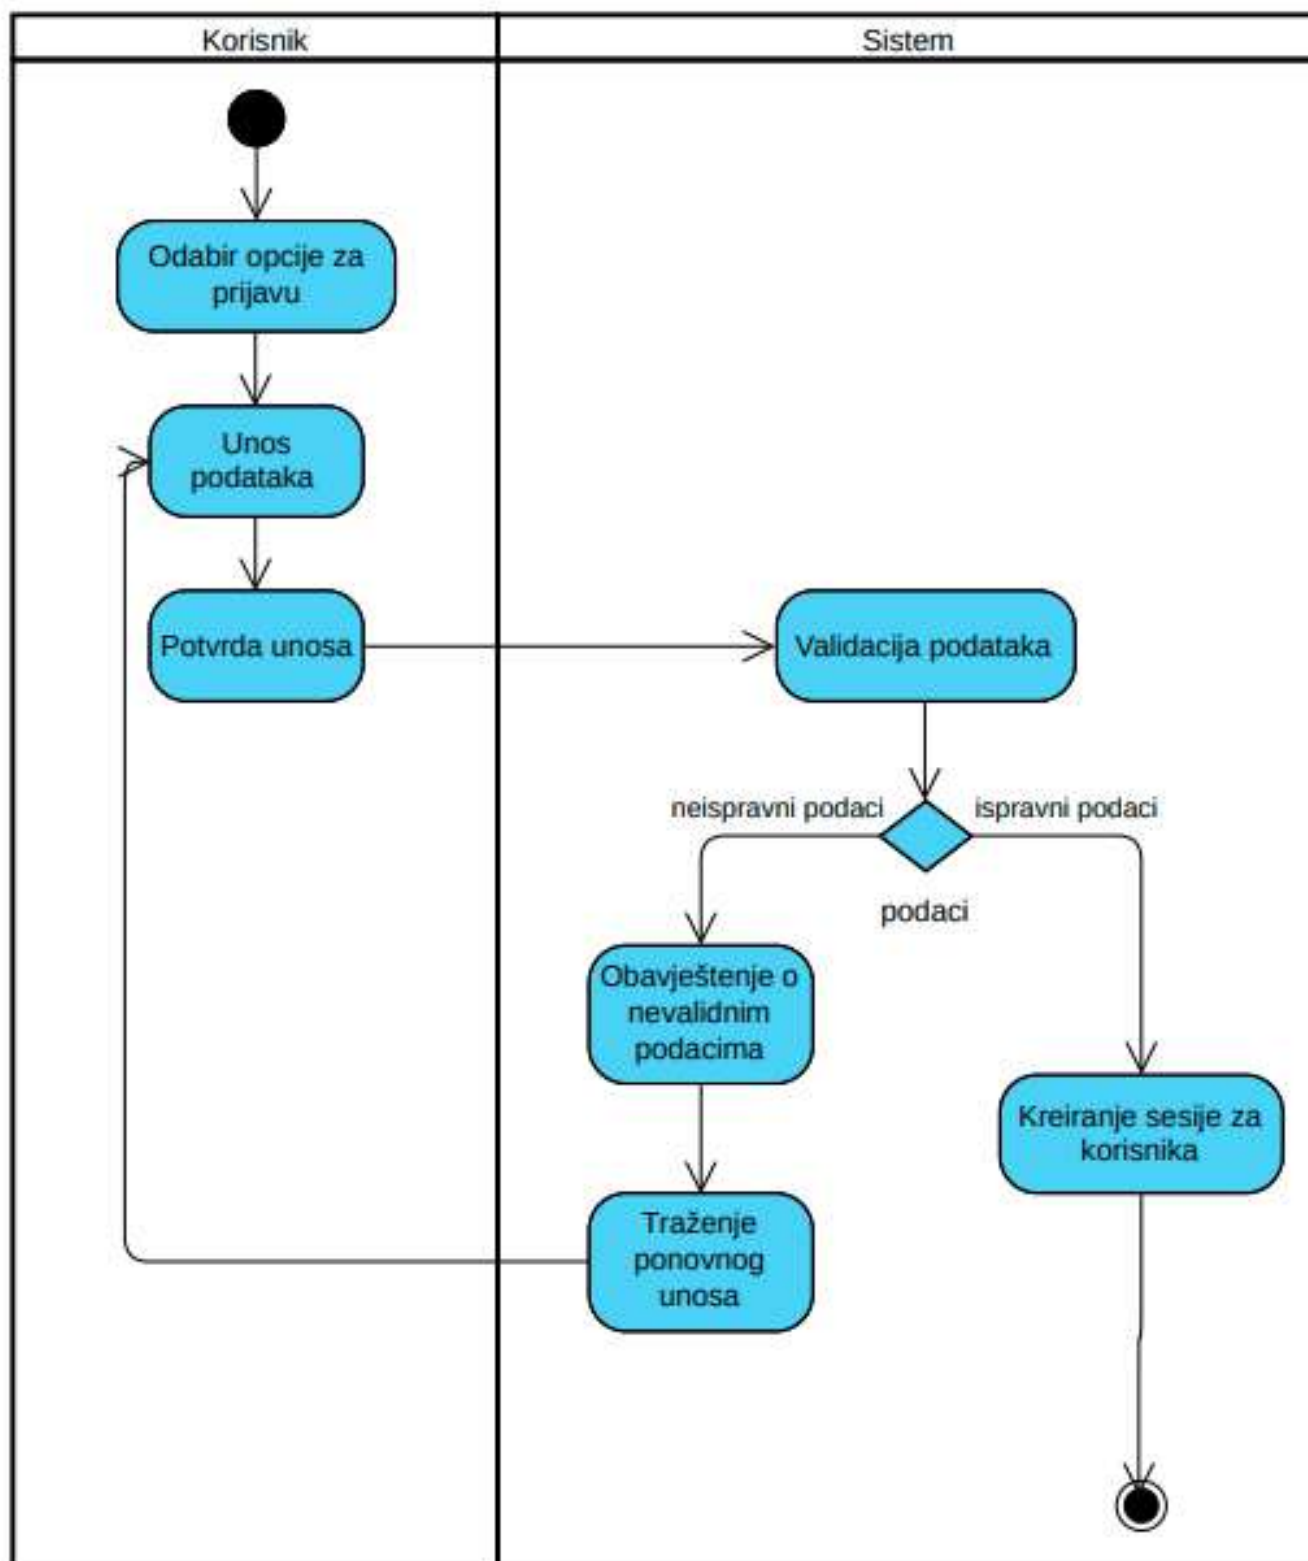 Korisnik
Sistem
Odabir opcije za
prijavu
Unos
podataka
Potvrda unosa
Validacija podataka
neispravni podaci
ispravni podaci
podaci
Obavještenje o
nevalidnim
podacima
Kreiranje sesije za
korisnika
Traženje
ponovnog
unosa